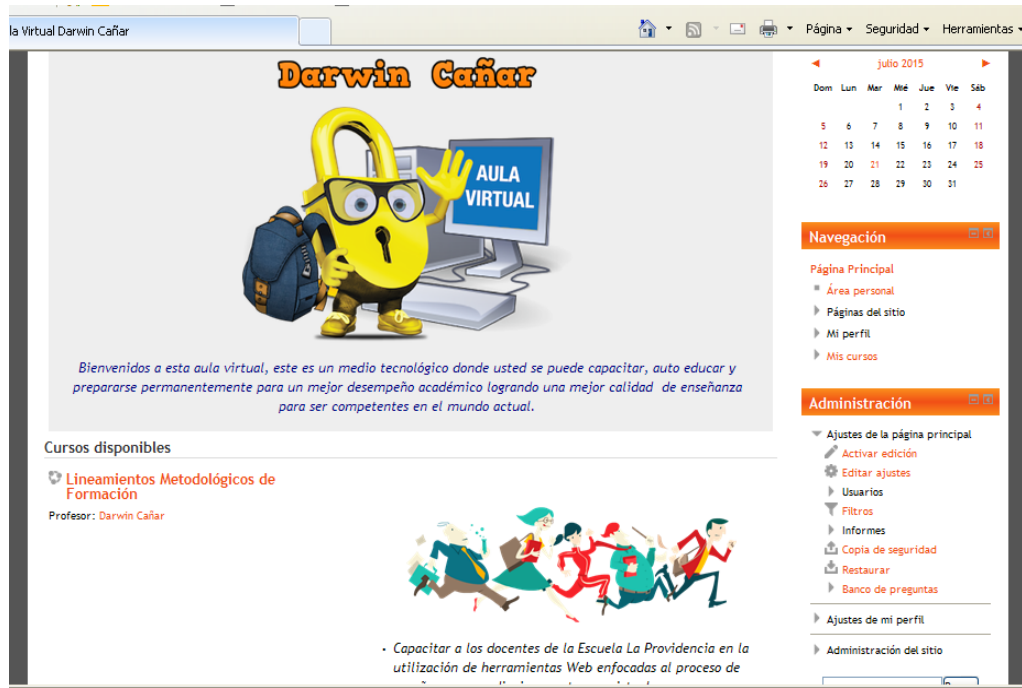 la Virtual Darwin Cañar
Página
Seguridad
Herramientas
Darwin Cañar
AULA
VIRTUAL
Bienvenidos a esta aula virtual, este es un medio tecnológico donde usted se puede capacitar, auto educar y
prepararse permanentemente para un mejor desempeño académico logrando una mejor calidad de enseñanza
para ser competentes en el mundo actual.
Cursos disponibles
Lineamientos Metodológicos de
Formación
Profesor: Darwin Cañar
• Capacitar a los docentes de la Escuela La Providencia en la
utilización de herramientas Web enfocadas al proceso de
julio 2015
Dom Lun Mar Mié Jue Vie Sáb
1 2 3 4
5 6 7 8 9 10 11
12 13 14 15 16 17 18
19 20 21 22 23 24 25
26 27 28 29 30 31
Navegación
Página Principal
Área personal
Páginas del sitio
Mi perfil
Mis cursos
Administración
Ajustes de la página principal
Activar edición
Editar ajustes
Usuarios
Filtros
Informes
Copia de seguridad
Restaurar
Banco de preguntas
Ajustes de mi perfil
Administración del sitio